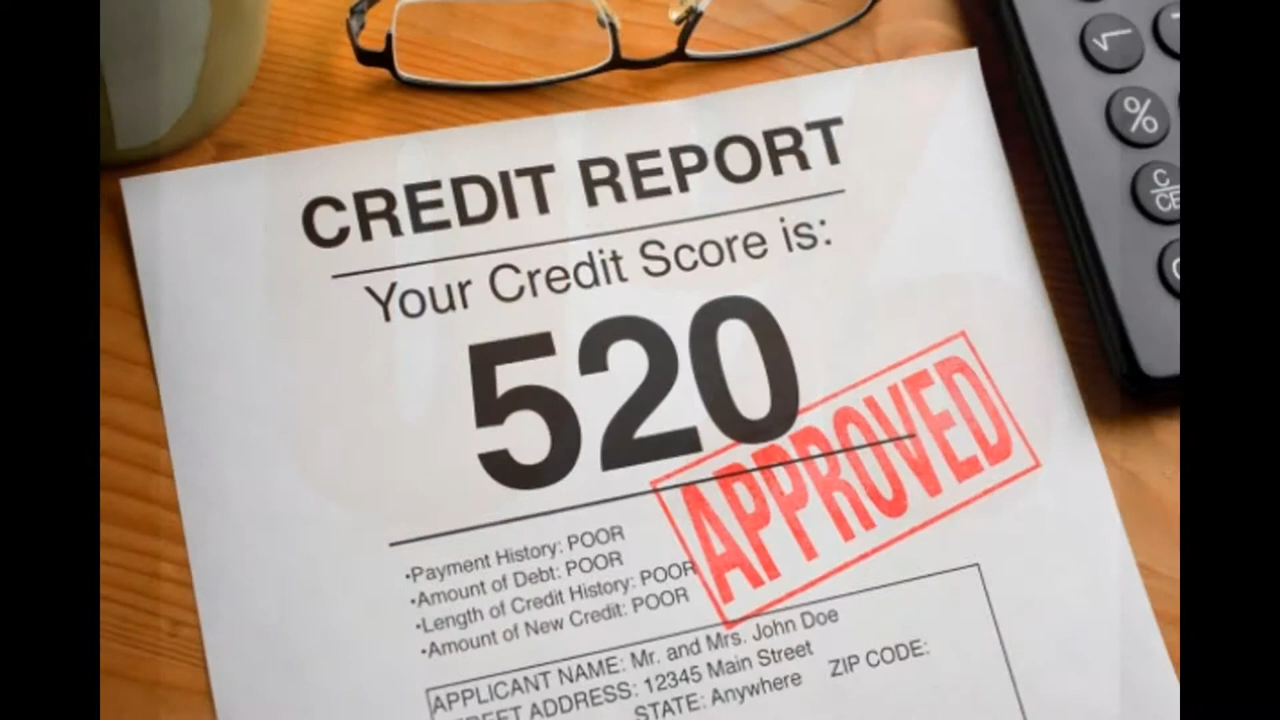 CREDIT REPORT
Your Credit Score is:
520
APPROVED
•Payment History: POOR
•Amount of Debt: POOR
•Length of Credit History: POOR
•Amount of New Credit: POOR
APPLICANT NAME: Mr. and Mrs. John Doe
ADDRESS: 12345 Main Street
STATE: Anywhere ZIP CODE:
√
%
C
CE